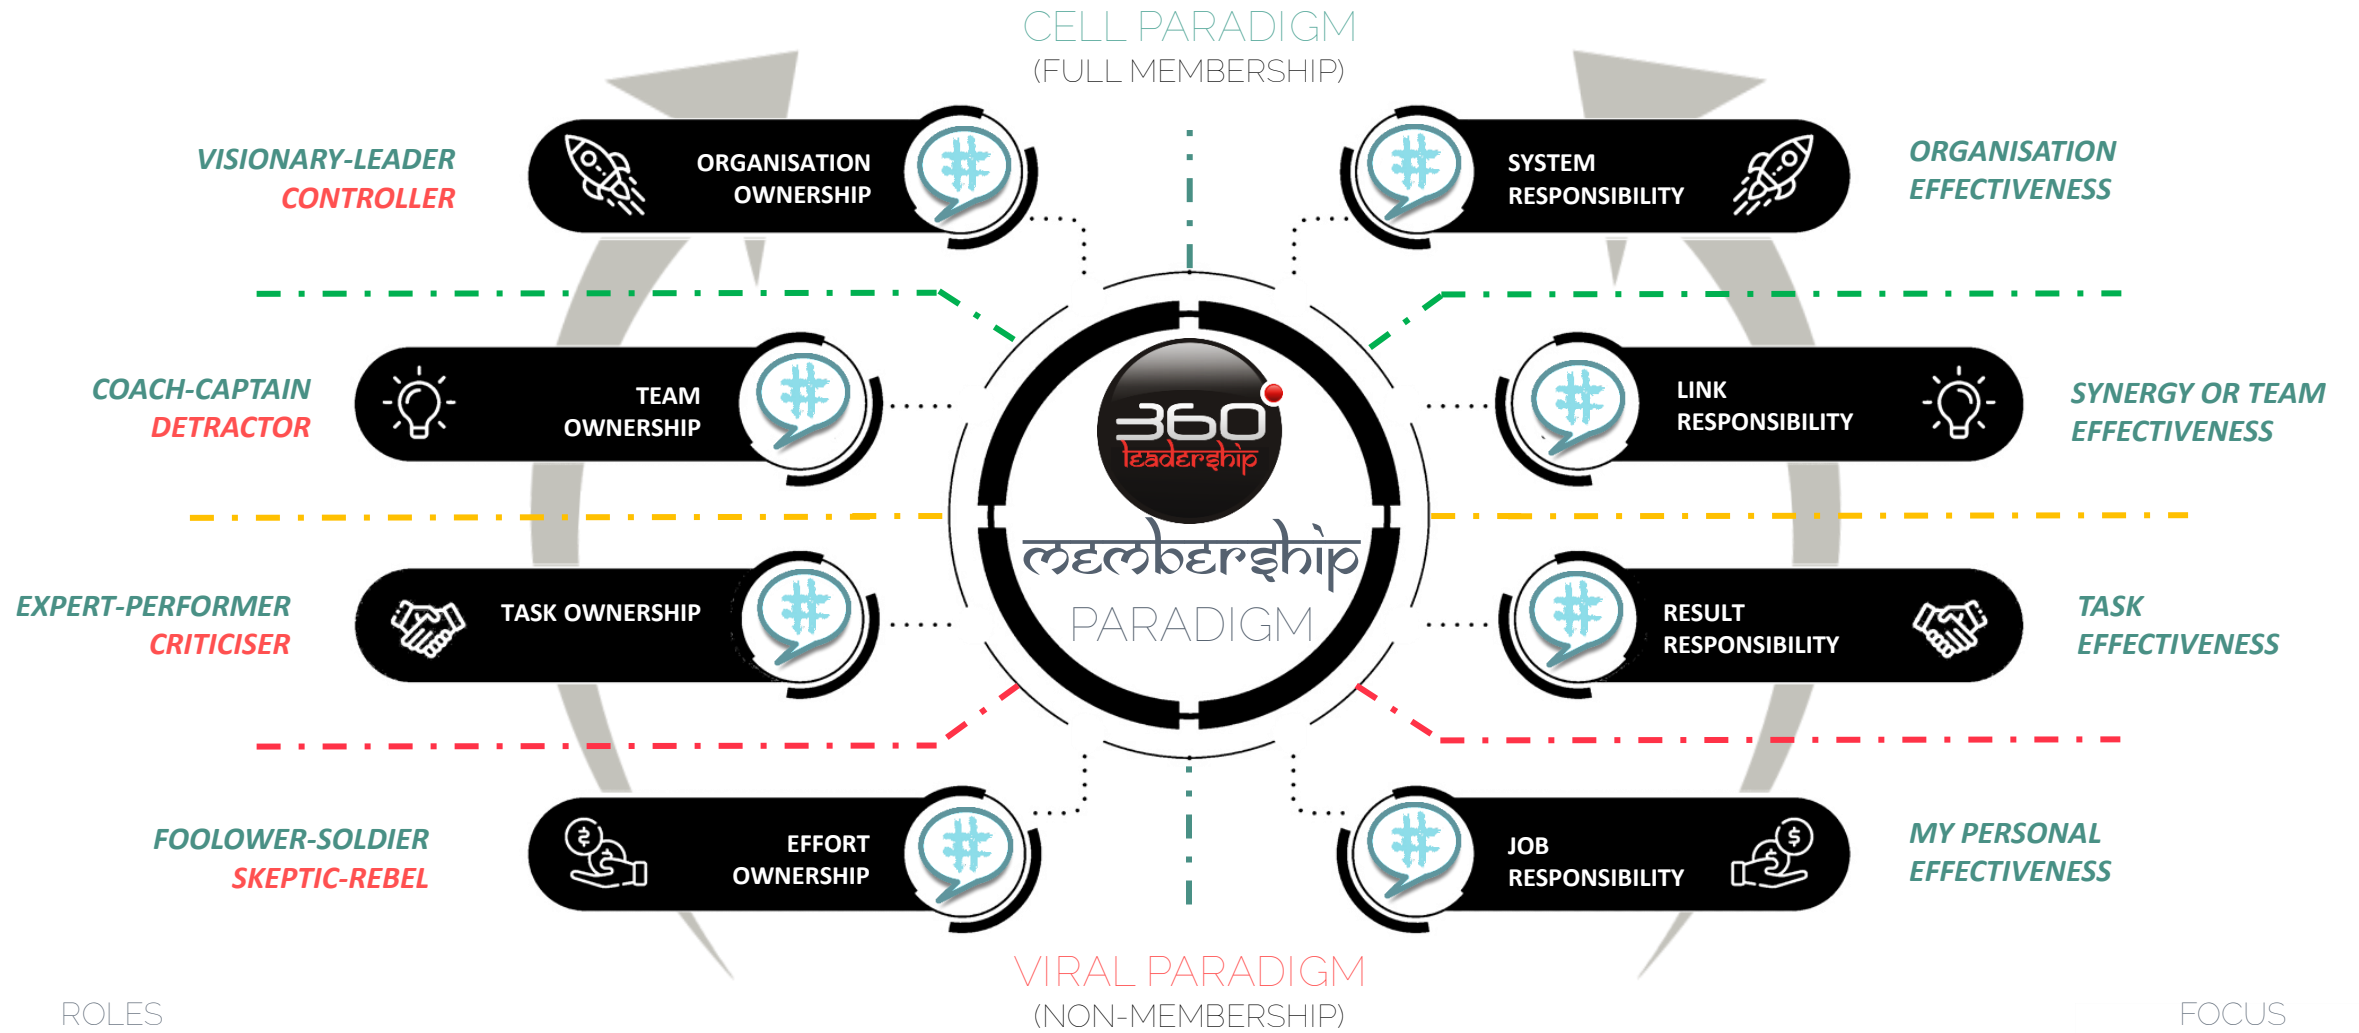 CELL PARADIGM
(FULL MEMBERSHIP)
VISIONARY-LEADER
CONTROLLER
ORGANISATION
OWNERSHIP
#
#
SYSTEM
RESPONSIBILITY
ORGANISATION
EFFECTIVENESS
COACH-CAPTAIN
DETRACTOR
TEAM
OWNERSHIP
#
360
leadership
#
LINK
RESPONSIBILITY
SYNERGY OR TEAM
EFFECTIVENESS
membership
PARADIGM
EXPERT-PERFORMER
CRITICISER
TASK OWNERSHIP
#
#
RESULT
RESPONSIBILITY
TASK
EFFECTIVENESS
FOOLOWER-SOLDIER
SKEPTIC-REBEL
EFFORT
OWNERSHIP
#
#
JOB
RESPONSIBILITY
MY PERSONAL
EFFECTIVENESS
VIRAL PARADIGM
(NON-MEMBERSHIP)
ROLES
FOCUS